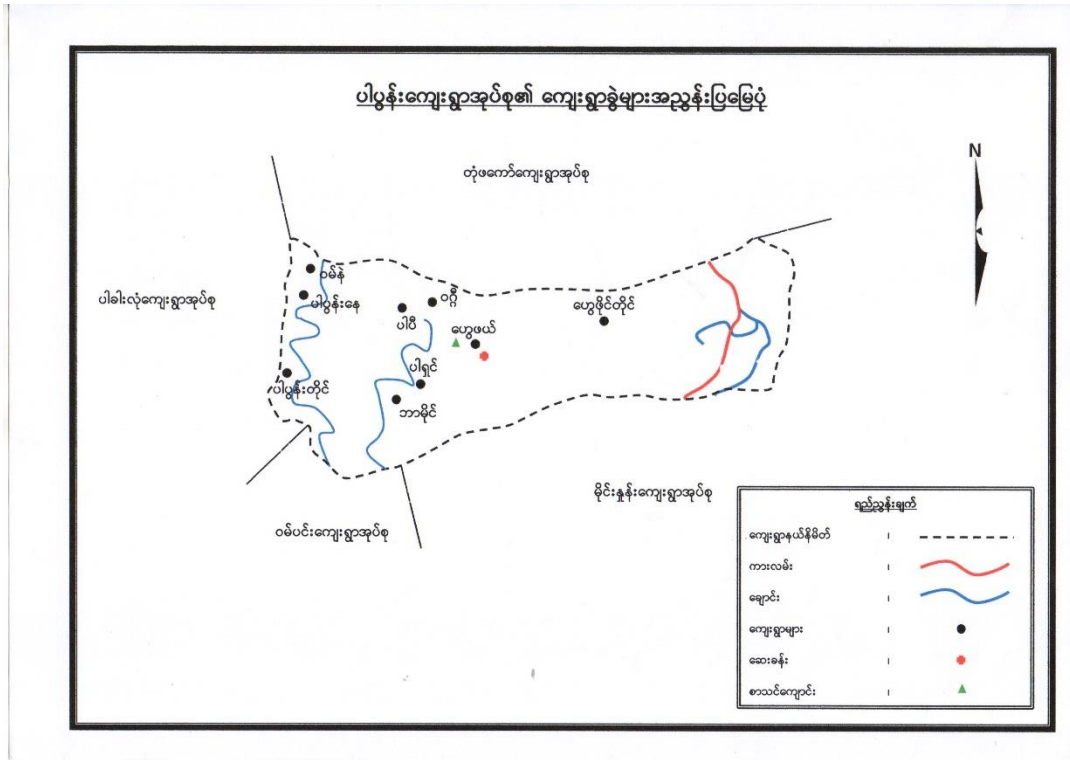 ပါပွန်းကျေးရွာအုပ်စု၏ ကျေးရွာခွဲများအညွှန်းပြမြေပုံ
N
တုံဖကော်ကျေးရွာအုပ်စု
ဝမ်နဲ
ပါခါးလုံကျေးရွာအုပ်စု
ပါပွန်းနေ
ဝဂ္ဂီ
ပါပီ
ဟွေဖိုင်တိုင်
ဟွေဖယ်
ပါရှင်
ပါပွန်းတိုင်
ဘာမိုင်
မိုင်းနှုန်းကျေးရွာအုပ်စု
ဝမ်ပင်းကျေးရွာအုပ်စု
ရည်ညွှန်းချက်
ကျေးရွာနယ်နိမိတ် ၊
ကားလမ်း ၊
ချောင်း ၊
ကျေးရွာများ ၊
ဆေးခန်း ၊
စာသင်ကျောင်း ၊